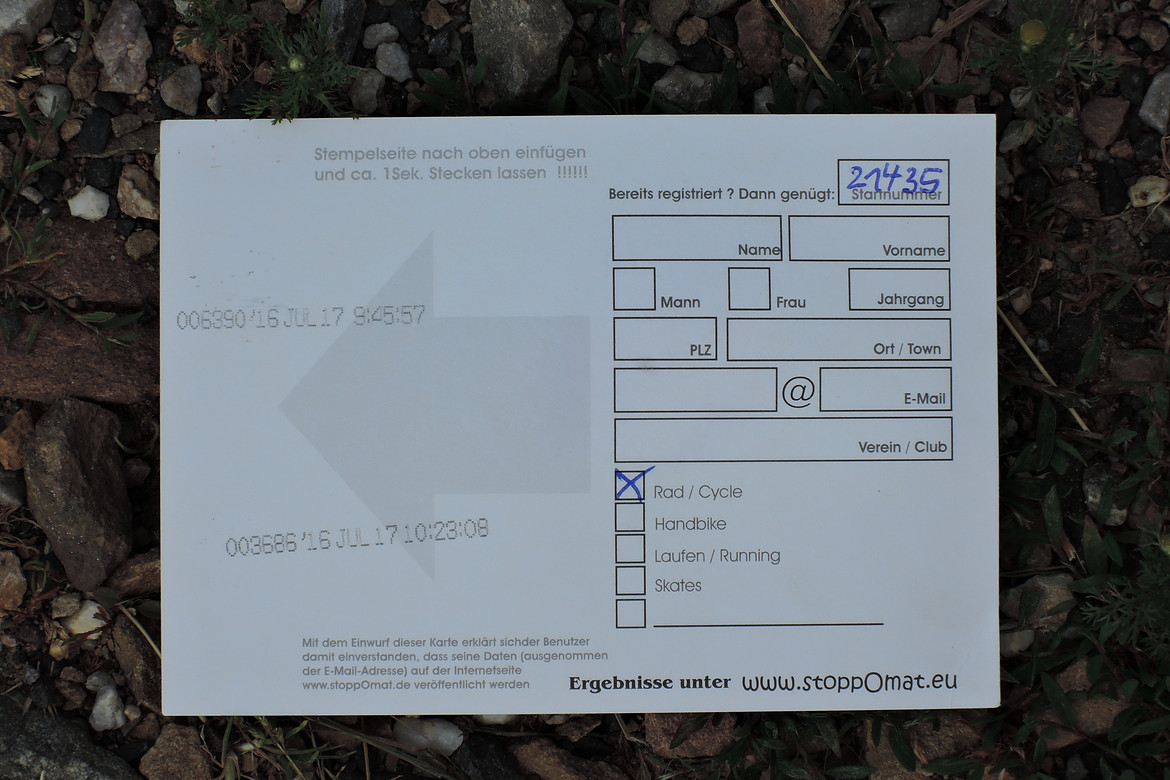 Stempelseite nach oben einfügen
und ca. 1Sek. Stecken lassen !!!!!!
006390 '16 JUL 17 9:45:57
003686 '16 JUL 17 10:23:08
Mit dem Einwurf dieser Karte erklärt sichder Benutzer
damit einverstanden, dass seine Daten (ausgenommen
der E-Mail-Adresse) auf der Internetseite
www.stoppOmat.de veröffentlicht werden
21435
Bereits registriert ? Dann genügt: Startnummer
Name Vorname
Mann Frau Jahrgang
PLZ Ort / Town
@ E-Mail
Verein / Club
X Rad / Cycle
Handbike
Laufen / Running
Skates
Ergebnisse unter www.stoppOmat.eu